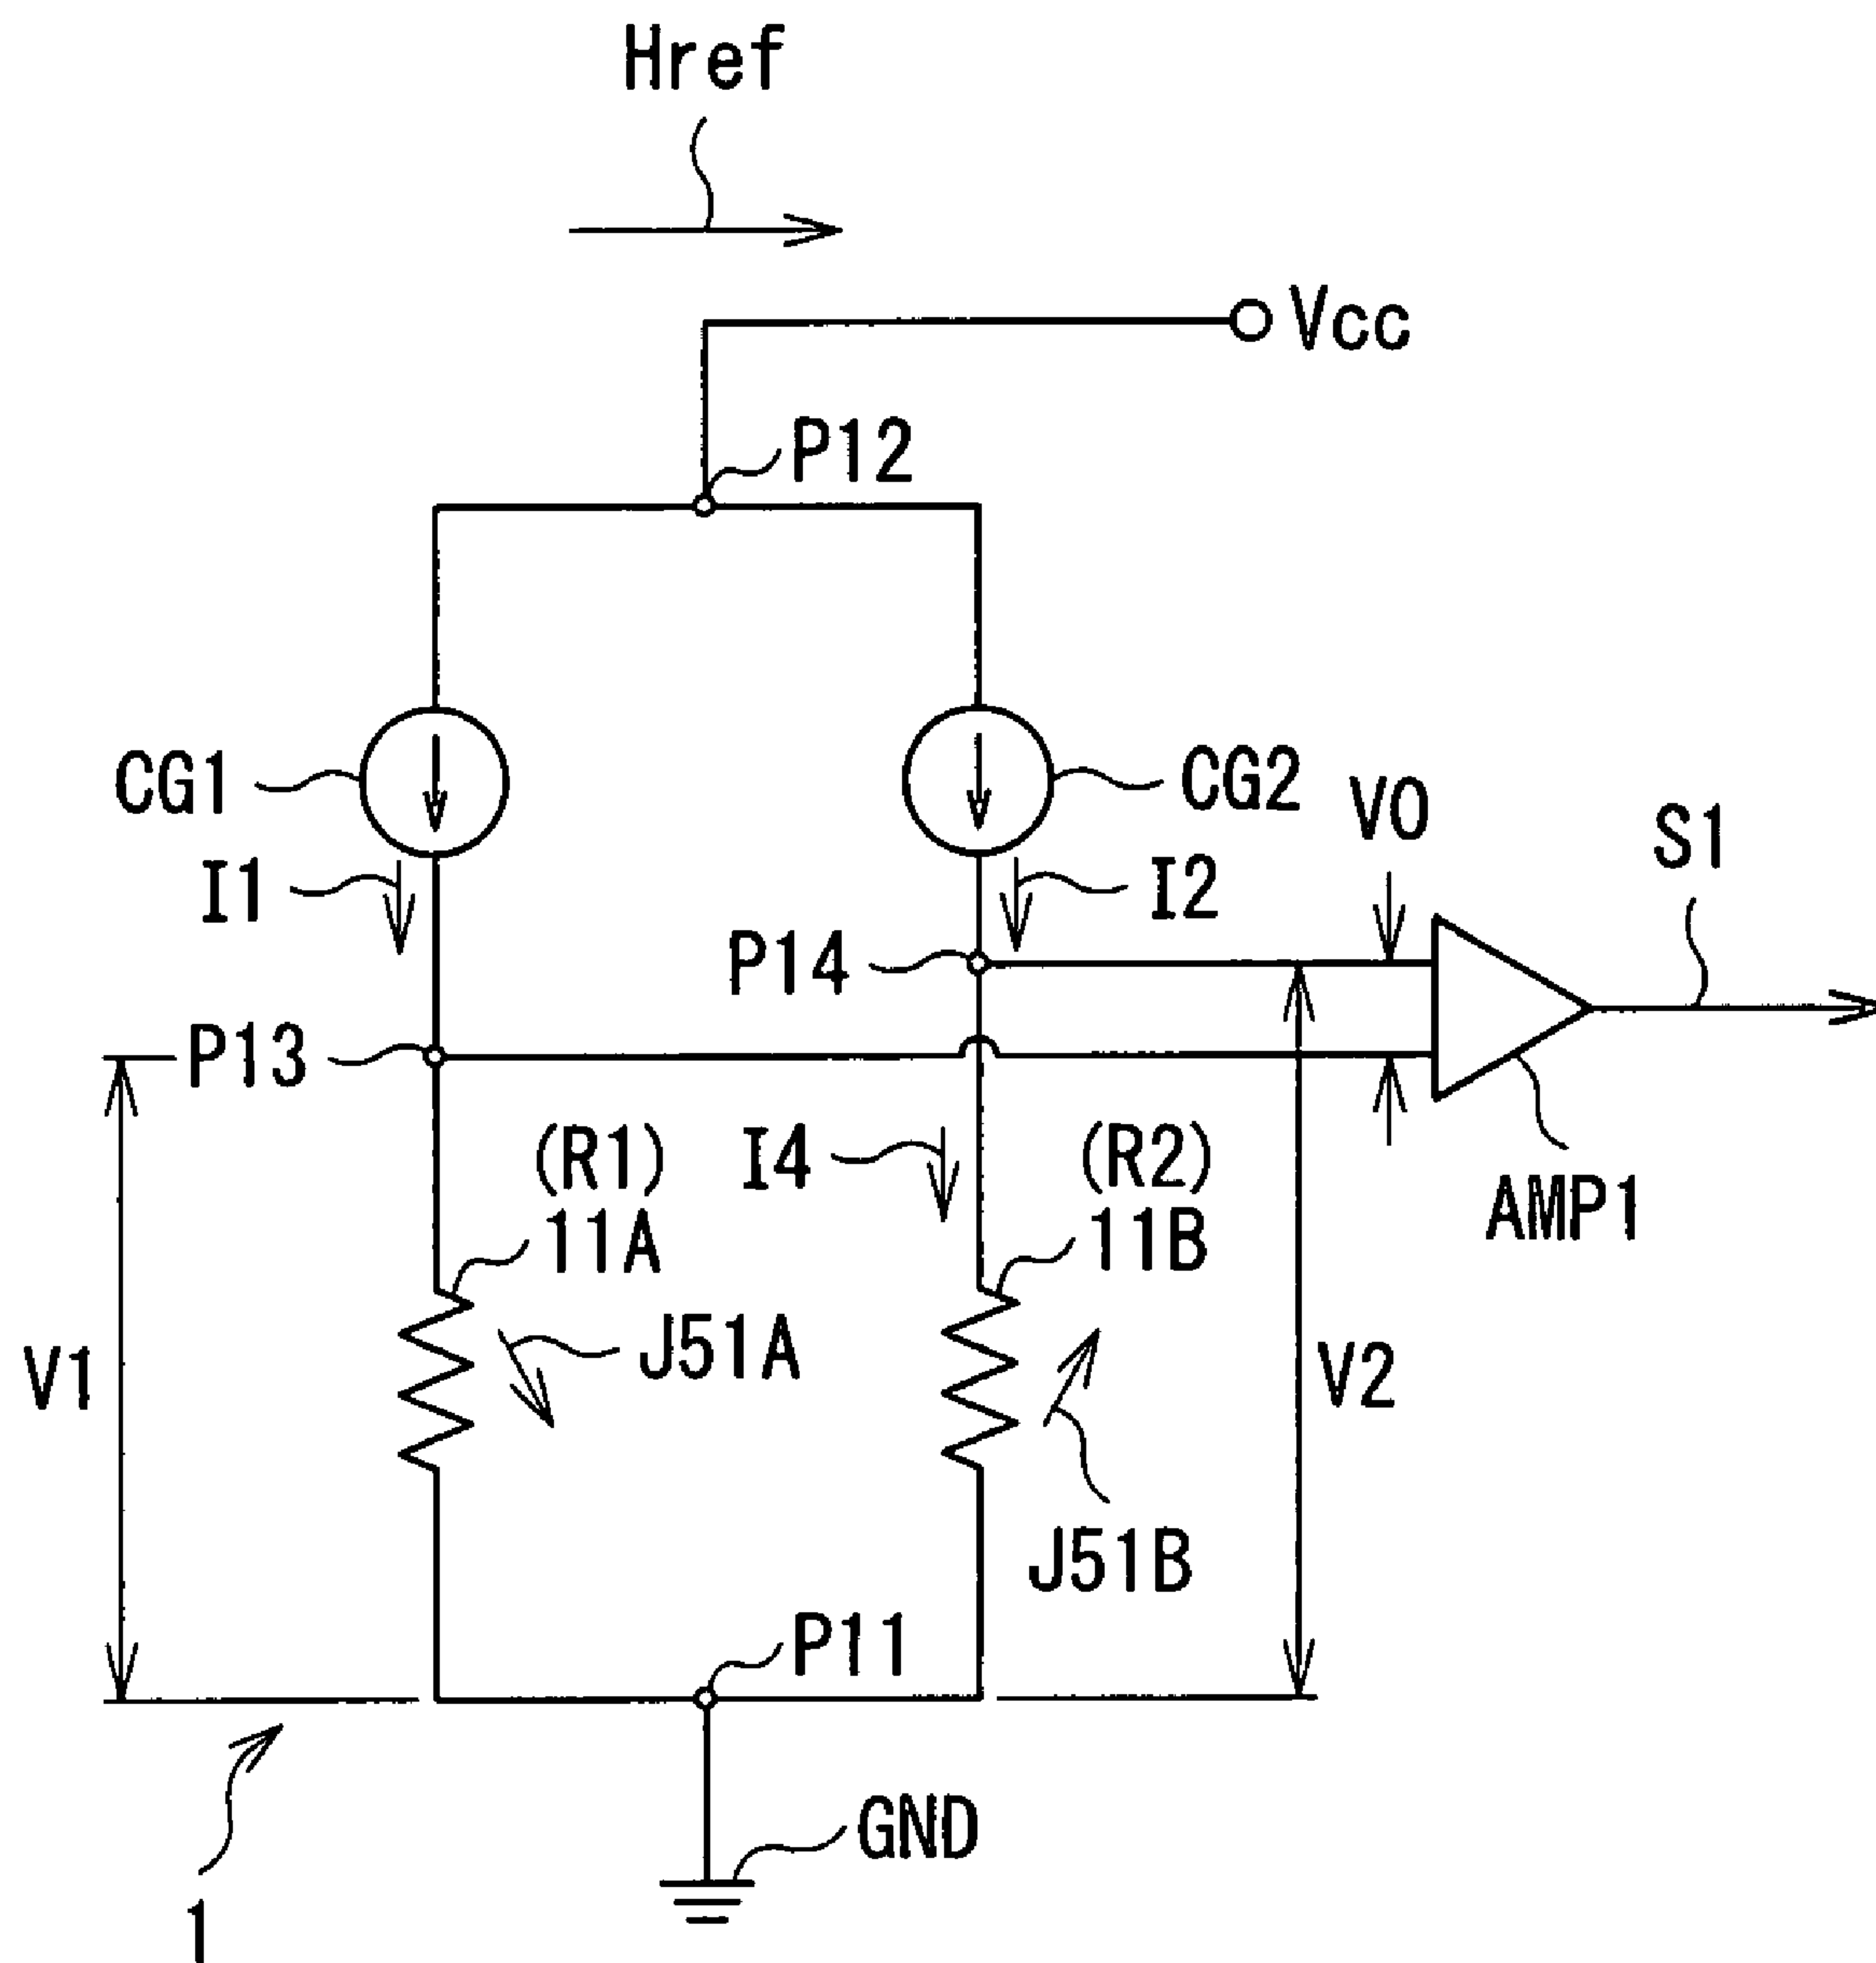 Href
Vcc
P12
CG1
CG2
V0
S1
I1
I2
P14
P13
(R1)
11A
I4
(R2)
11B
AMP1
J51A
V1
V2
J51B
P11
GND
1